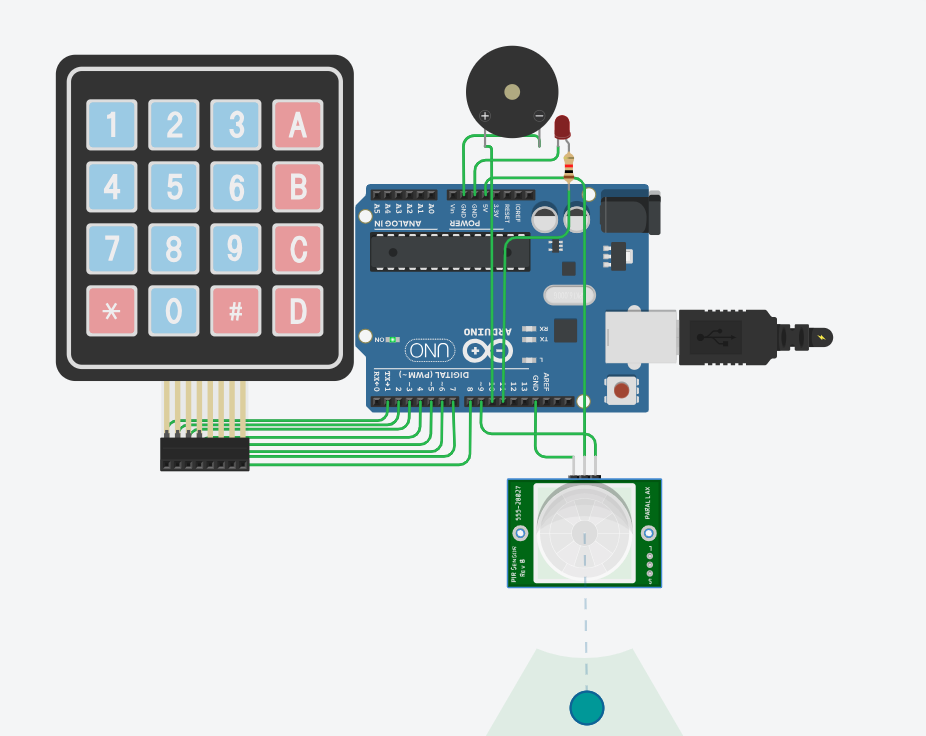 1 2 3 A
4 5 6 B
7 8 9 C
* 0 # D
+ −
A5 A4 A3 A2 A1 A0
Vin GND GND 5V 3.3V RESET IOREF
ANALOG IN
POWER
RX
TX
ARDUINO
ON
UNO
L
DIGITAL (PWM~)
RX←0 TX→1 2 ~3 4 ~5 ~6 7 8 ~9 10 11 12 13 GND AREF
555-28027
PARALLAX
PIR SENSOR
Rev B